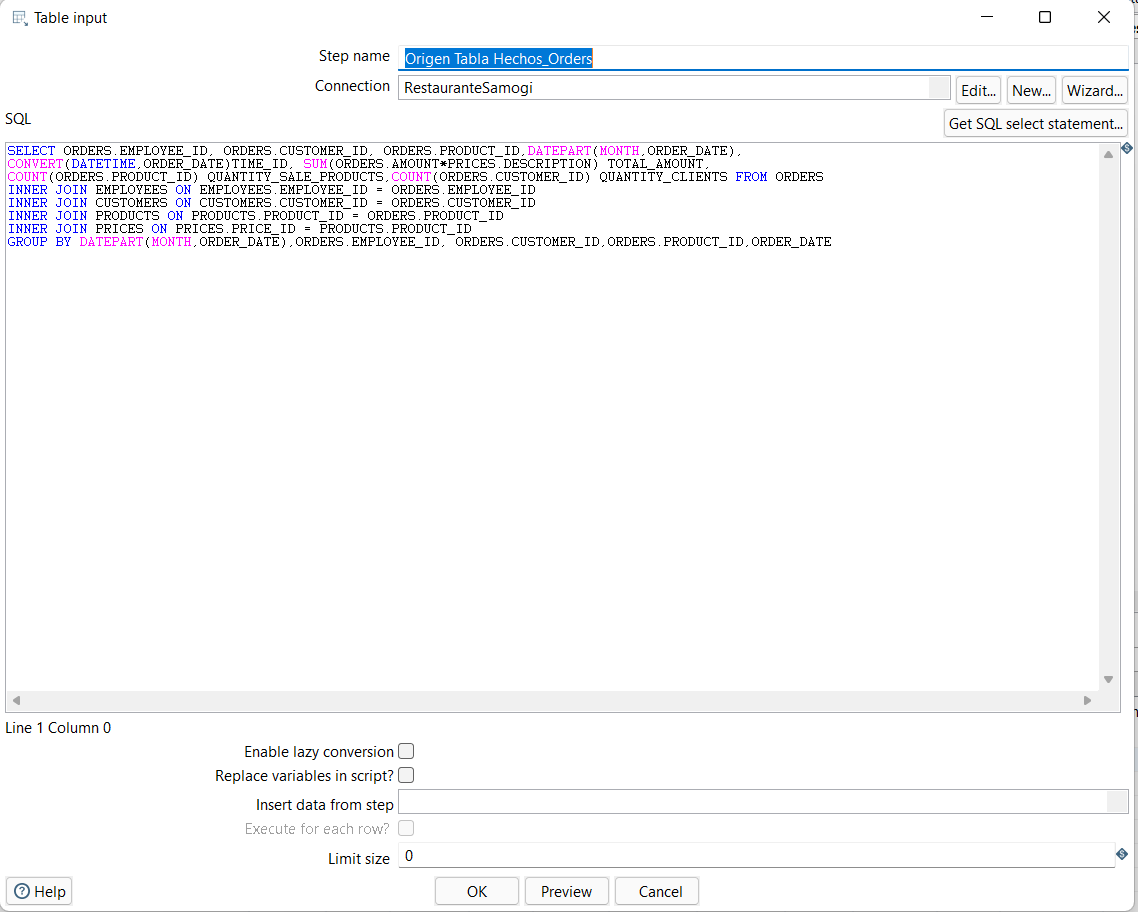 Table input
Step name Origen Tabla Hechos_Orders
Connection RestauranteSamogi Edit... New... Wizard...
SQL Get SQL select statement...
SELECT ORDERS.EMPLOYEE_ID, ORDERS.CUSTOMER_ID, ORDERS.PRODUCT_ID,DATEPART(MONTH,ORDER_DATE),
CONVERT(DATETIME,ORDER_DATE)TIME_ID, SUM(ORDERS.AMOUNT*PRICES.DESCRIPTION) TOTAL_AMOUNT,
COUNT(ORDERS.PRODUCT_ID) QUANTITY_SALE_PRODUCTS,COUNT(ORDERS.CUSTOMER_ID) QUANTITY_CLIENTS FROM ORDERS
INNER JOIN EMPLOYEES ON EMPLOYEES.EMPLOYEE_ID = ORDERS.EMPLOYEE_ID
INNER JOIN CUSTOMERS ON CUSTOMERS.CUSTOMER_ID = ORDERS.CUSTOMER_ID
INNER JOIN PRODUCTS ON PRODUCTS.PRODUCT_ID = ORDERS.PRODUCT_ID
INNER JOIN PRICES ON PRICES.PRICE_ID = PRODUCTS.PRODUCT_ID
GROUP BY DATEPART(MONTH,ORDER_DATE),ORDERS.EMPLOYEE_ID, ORDERS.CUSTOMER_ID,ORDERS.PRODUCT_ID,ORDER_DATE
Line 1 Column 0
Enable lazy conversion
Replace variables in script?
Insert data from step
Execute for each row?
Limit size 0
Help OK Preview Cancel